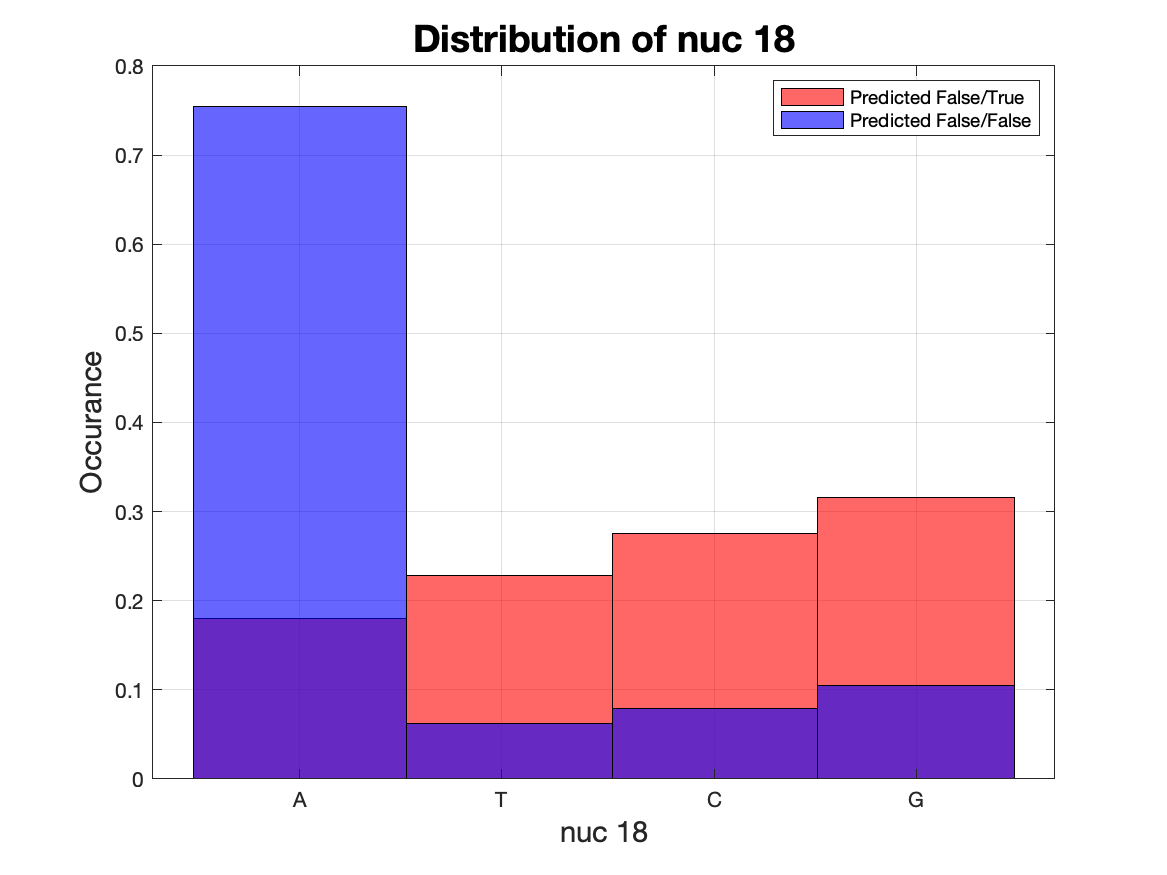 Distribution of nuc 18
Predicted False/True
Predicted False/False
0.8
0.7
0.6
0.5
0.4
0.3
0.2
0.1
0
Occurance
A T C G
nuc 18